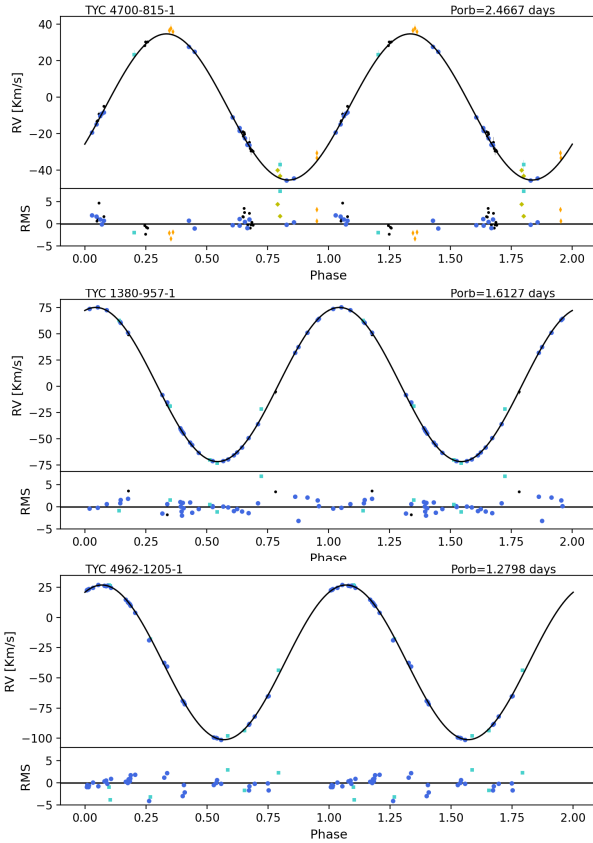 TYC 4700-815-1 Porb=2.4667 days
40
20
0
−20
−40
RV [Km/s]
5
0
−5
RMS
0.00 0.25 0.50 0.75 1.00 1.25 1.50 1.75 2.00
Phase
TYC 1380-957-1 Porb=1.6127 days
75
50
25
0
−25
−50
−75
RV [Km/s]
5
0
−5
RMS
0.00 0.25 0.50 0.75 1.00 1.25 1.50 1.75 2.00
Phase
TYC 4962-1205-1 Porb=1.2798 days
25
0
−25
−50
−75
−100
RV [Km/s]
5
0
−5
RMS
0.00 0.25 0.50 0.75 1.00 1.25 1.50 1.75 2.00
Phase